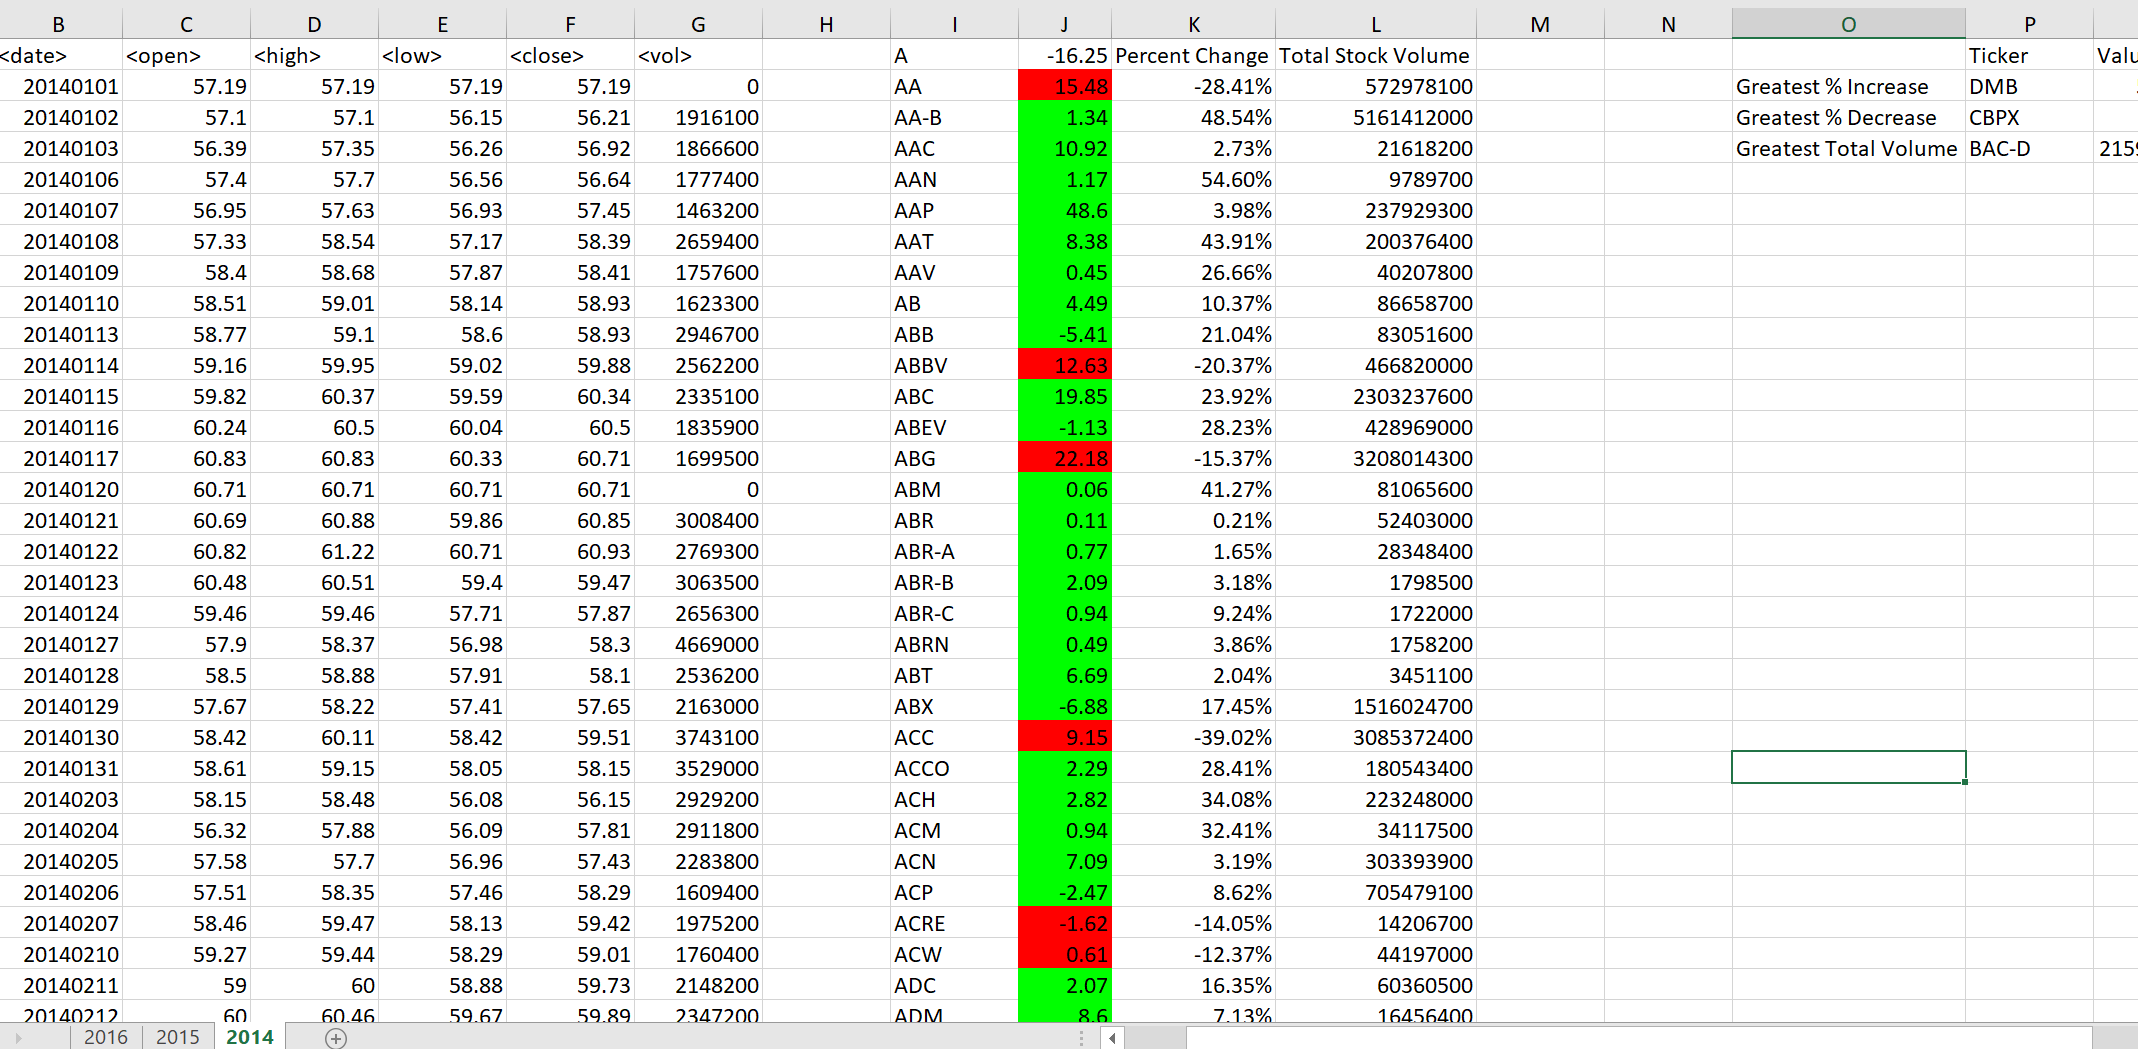 B C D E F G H I J K L M N O P
<date> <open> <high> <low> <close> <vol> A -16.25 Percent Change Total Stock Volume Ticker
20140101 57.19 57.19 57.19 57.19 0 AA 15.48 -28.41% 572978100 Greatest % Increase DMB
20140102 57.1 57.1 56.15 56.21 1916100 AA-B 1.34 48.54% 5161412000 Greatest % Decrease CBPX
20140103 56.39 57.35 56.26 56.92 1866600 AAC 10.92 2.73% 21618200 Greatest Total Volume BAC-D
20140106 57.4 57.7 56.56 56.64 1777400 AAN 1.17 54.60% 9789700
20140107 56.95 57.63 56.93 57.45 1463200 AAP 48.6 3.98% 237929300
20140108 57.33 58.54 57.17 58.39 2659400 AAT 8.38 43.91% 200376400
20140109 58.4 58.68 57.87 58.41 1757600 AAV 0.45 26.66% 40207800
20140110 58.51 59.01 58.14 58.93 1623300 AB 4.49 10.37% 86658700
20140113 58.77 59.1 58.6 58.93 2946700 ABB -5.41 21.04% 83051600
20140114 59.16 59.95 59.02 59.88 2562200 ABBV 12.63 -20.37% 466820000
20140115 59.82 60.37 59.59 60.34 2335100 ABC 19.85 23.92% 2303237600
20140116 60.24 60.5 60.04 60.5 1835900 ABEV -1.13 28.23% 428969000
20140117 60.83 60.83 60.33 60.71 1699500 ABG 22.18 -15.37% 3208014300
20140120 60.71 60.71 60.71 60.71 0 ABM 0.06 41.27% 81065600
20140121 60.69 60.88 59.86 60.85 3008400 ABR 0.11 0.21% 52403000
20140122 60.82 61.22 60.71 60.93 2769300 ABR-A 0.77 1.65% 28348400
20140123 60.48 60.51 59.4 59.47 3063500 ABR-B 2.09 3.18% 1798500
20140124 59.46 59.46 57.71 57.87 2656300 ABR-C 0.94 9.24% 1722000
20140127 57.9 58.37 56.98 58.3 4669000 ABRN 0.49 3.86% 1758200
20140128 58.5 58.88 57.91 58.1 2536200 ABT 6.69 2.04% 3451100
20140129 57.67 58.22 57.41 57.65 2163000 ABX -6.88 17.45% 1516024700
20140130 58.42 60.11 58.42 59.51 3743100 ACC 9.15 -39.02% 3085372400
20140131 58.61 59.15 58.05 58.15 3529000 ACCO 2.29 28.41% 180543400
20140203 58.15 58.48 56.08 56.15 2929200 ACH 2.82 34.08% 223248000
20140204 56.32 57.88 56.09 57.81 2911800 ACM 0.94 32.41% 34117500
20140205 57.58 57.7 56.96 57.43 2283800 ACN 7.09 3.19% 303393900
20140206 57.51 58.35 57.46 58.29 1609400 ACP -2.47 8.62% 705479100
20140207 58.46 59.47 58.13 59.42 1975200 ACRE -1.62 -14.05% 14206700
20140210 59.27 59.44 58.29 59.01 1760400 ACW 0.61 -12.37% 44197000
20140211 59 60 58.88 59.73 2148200 ADC 2.07 16.35% 60360500
20140212 60 60.46 59.67 59.89 2347200 ADM 8.6 7.13% 16456400
2016 2015 2014